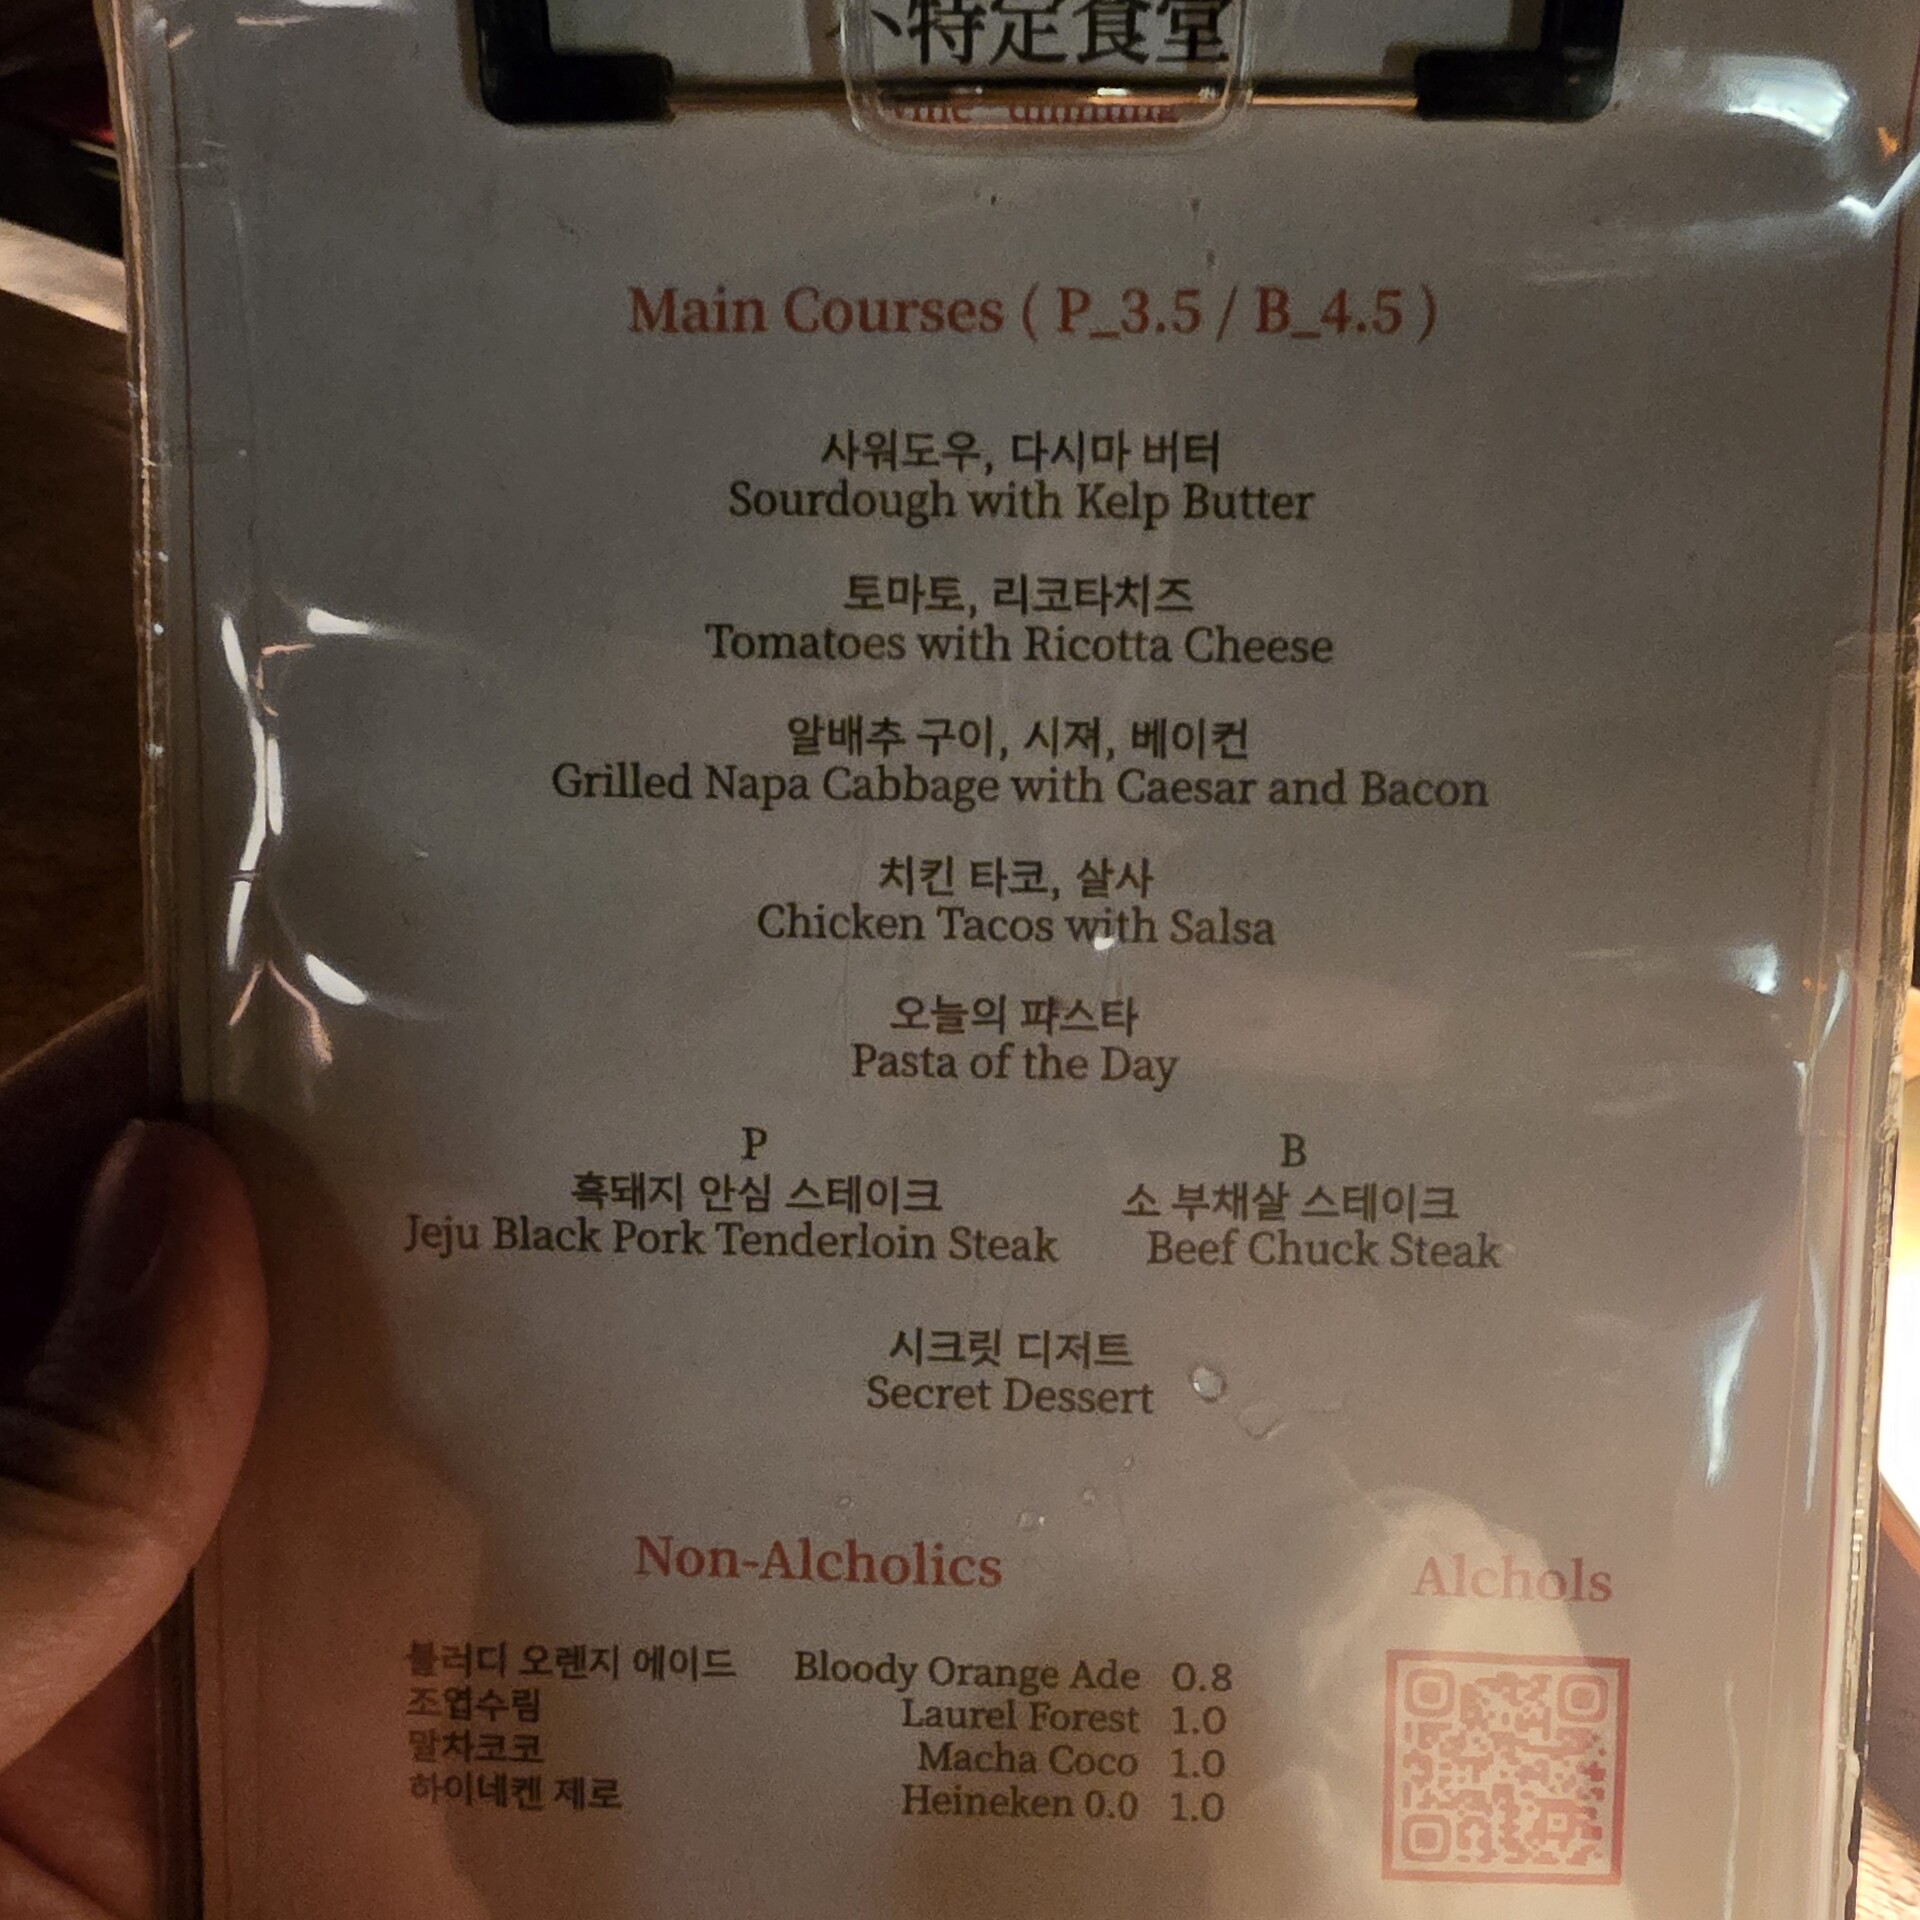 特定食堂
Main Courses ( P_3.5 / B_4.5 )
사워도우, 다시마 버터
Sourdough with Kelp Butter
토마토, 리코타치즈
Tomatoes with Ricotta Cheese
알배추 구이, 시져, 베이컨
Grilled Napa Cabbage with Caesar and Bacon
치킨 타코, 살사
Chicken Tacos with Salsa
오늘의 파스타
Pasta of the Day
P
흑돼지 안심 스테이크
Jeju Black Pork Tenderloin Steak
B
소 부채살 스테이크
Beef Chuck Steak
시크릿 디저트
Secret Dessert
Non-Alcholics
블러디 오렌지 에이드 Bloody Orange Ade 0.8
조엽수림 Laurel Forest 1.0
말차코코 Macha Coco 1.0
하이네켄 제로 Heineken 0.0 1.0
Alchols